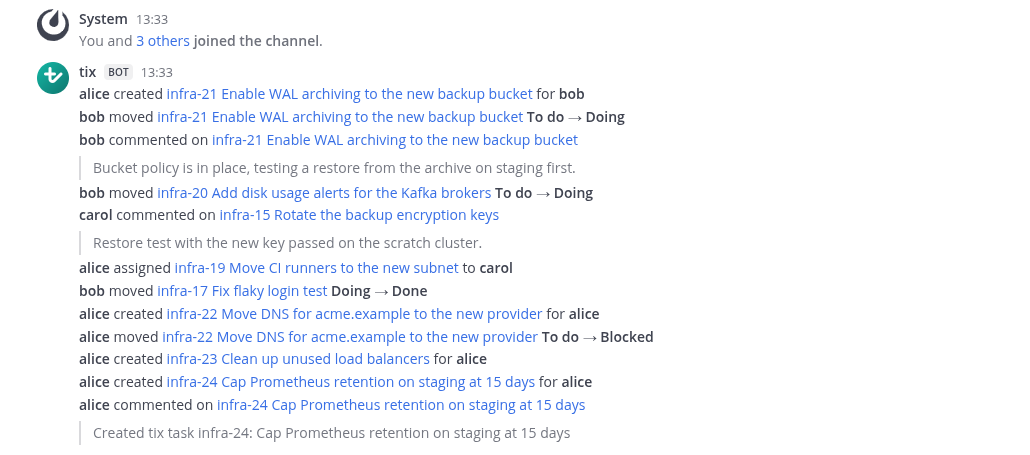 System 13:33
You and 3 others joined the channel.
tix BOT 13:33
alice created infra-21 Enable WAL archiving to the new backup bucket for bob
bob moved infra-21 Enable WAL archiving to the new backup bucket To do → Doing
bob commented on infra-21 Enable WAL archiving to the new backup bucket
Bucket policy is in place, testing a restore from the archive on staging first.
bob moved infra-20 Add disk usage alerts for the Kafka brokers To do → Doing
carol commented on infra-15 Rotate the backup encryption keys
Restore test with the new key passed on the scratch cluster.
alice assigned infra-19 Move CI runners to the new subnet to carol
bob moved infra-17 Fix flaky login test Doing → Done
alice created infra-22 Move DNS for acme.example to the new provider for alice
alice moved infra-22 Move DNS for acme.example to the new provider To do → Blocked
alice created infra-23 Clean up unused load balancers for alice
alice created infra-24 Cap Prometheus retention on staging at 15 days for alice
alice commented on infra-24 Cap Prometheus retention on staging at 15 days
Created tix task infra-24: Cap Prometheus retention on staging at 15 days